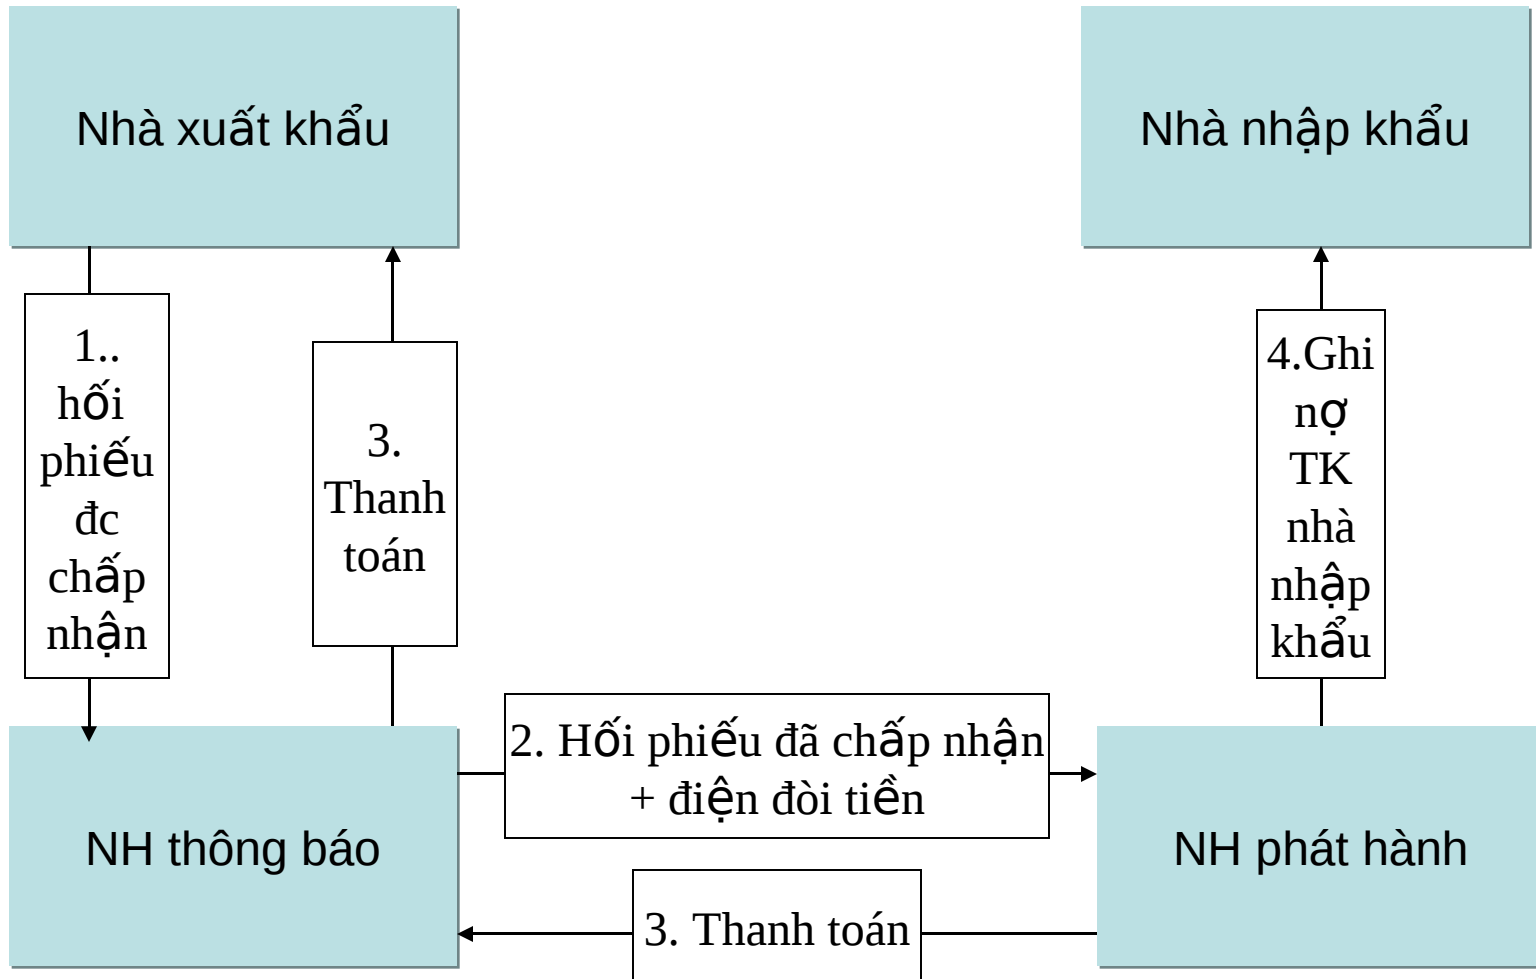 Nhà xuất khẩu
Nhà nhập khẩu
1..
hối
phiếu
đc
chấp
nhận
3.
Thanh
toán
4.Ghi
nợ
TK
nhà
nhập
khẩu
2. Hối phiếu đã chấp nhận
+ điện đòi tiền
NH thông báo
NH phát hành
3. Thanh toán